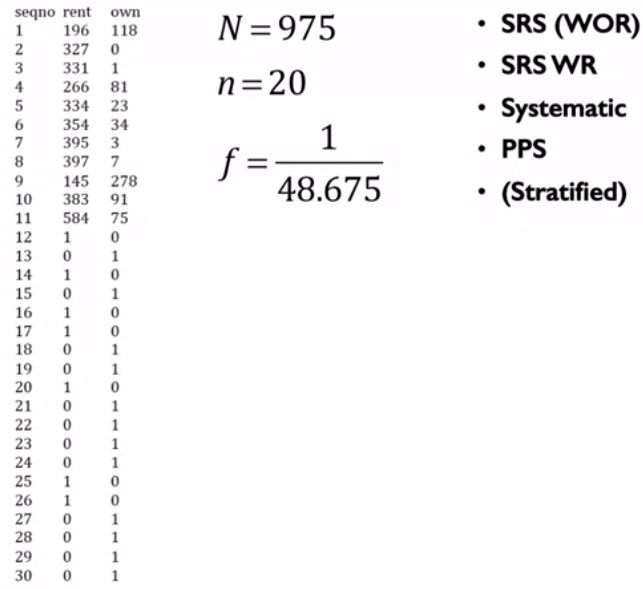 seqno rent own
1 196 118
2 327 0
3 331 1
4 266 81
5 334 23
6 354 34
7 395 3
8 397 7
9 145 278
10 383 91
11 584 75
12 1 0
13 0 1
14 1 0
15 0 1
16 1 0
17 1 0
18 0 1
19 0 1
20 1 0
21 0 1
22 0 1
23 0 1
24 0 1
25 1 0
26 1 0
27 0 1
28 0 1
29 0 1
30 0 1
N = 975
n = 20
f = 1 / 48.675
• SRS (WOR)
• SRS WR
• Systematic
• PPS
• (Stratified)